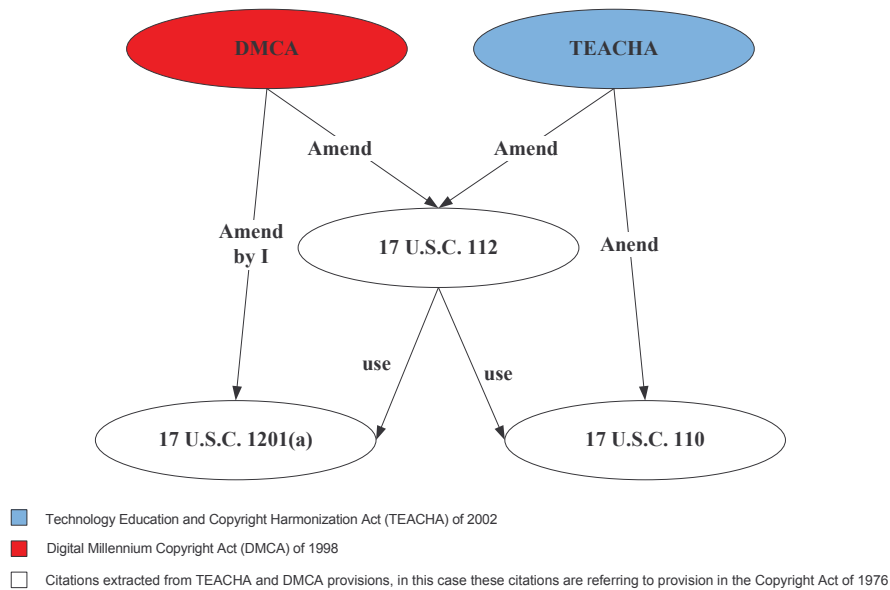 DMCA
TEACHA
Amend
Amend
Amend
by I
17 U.S.C. 112
Anend
use
use
17 U.S.C. 1201(a)
17 U.S.C. 110
Technology Education and Copyright Harmonization Act (TEACHA) of 2002
Digital Millennium Copyright Act (DMCA) of 1998
Citations extracted from TEACHA and DMCA provisions, in this case these citations are referring to provision in the Copyright Act of 1976